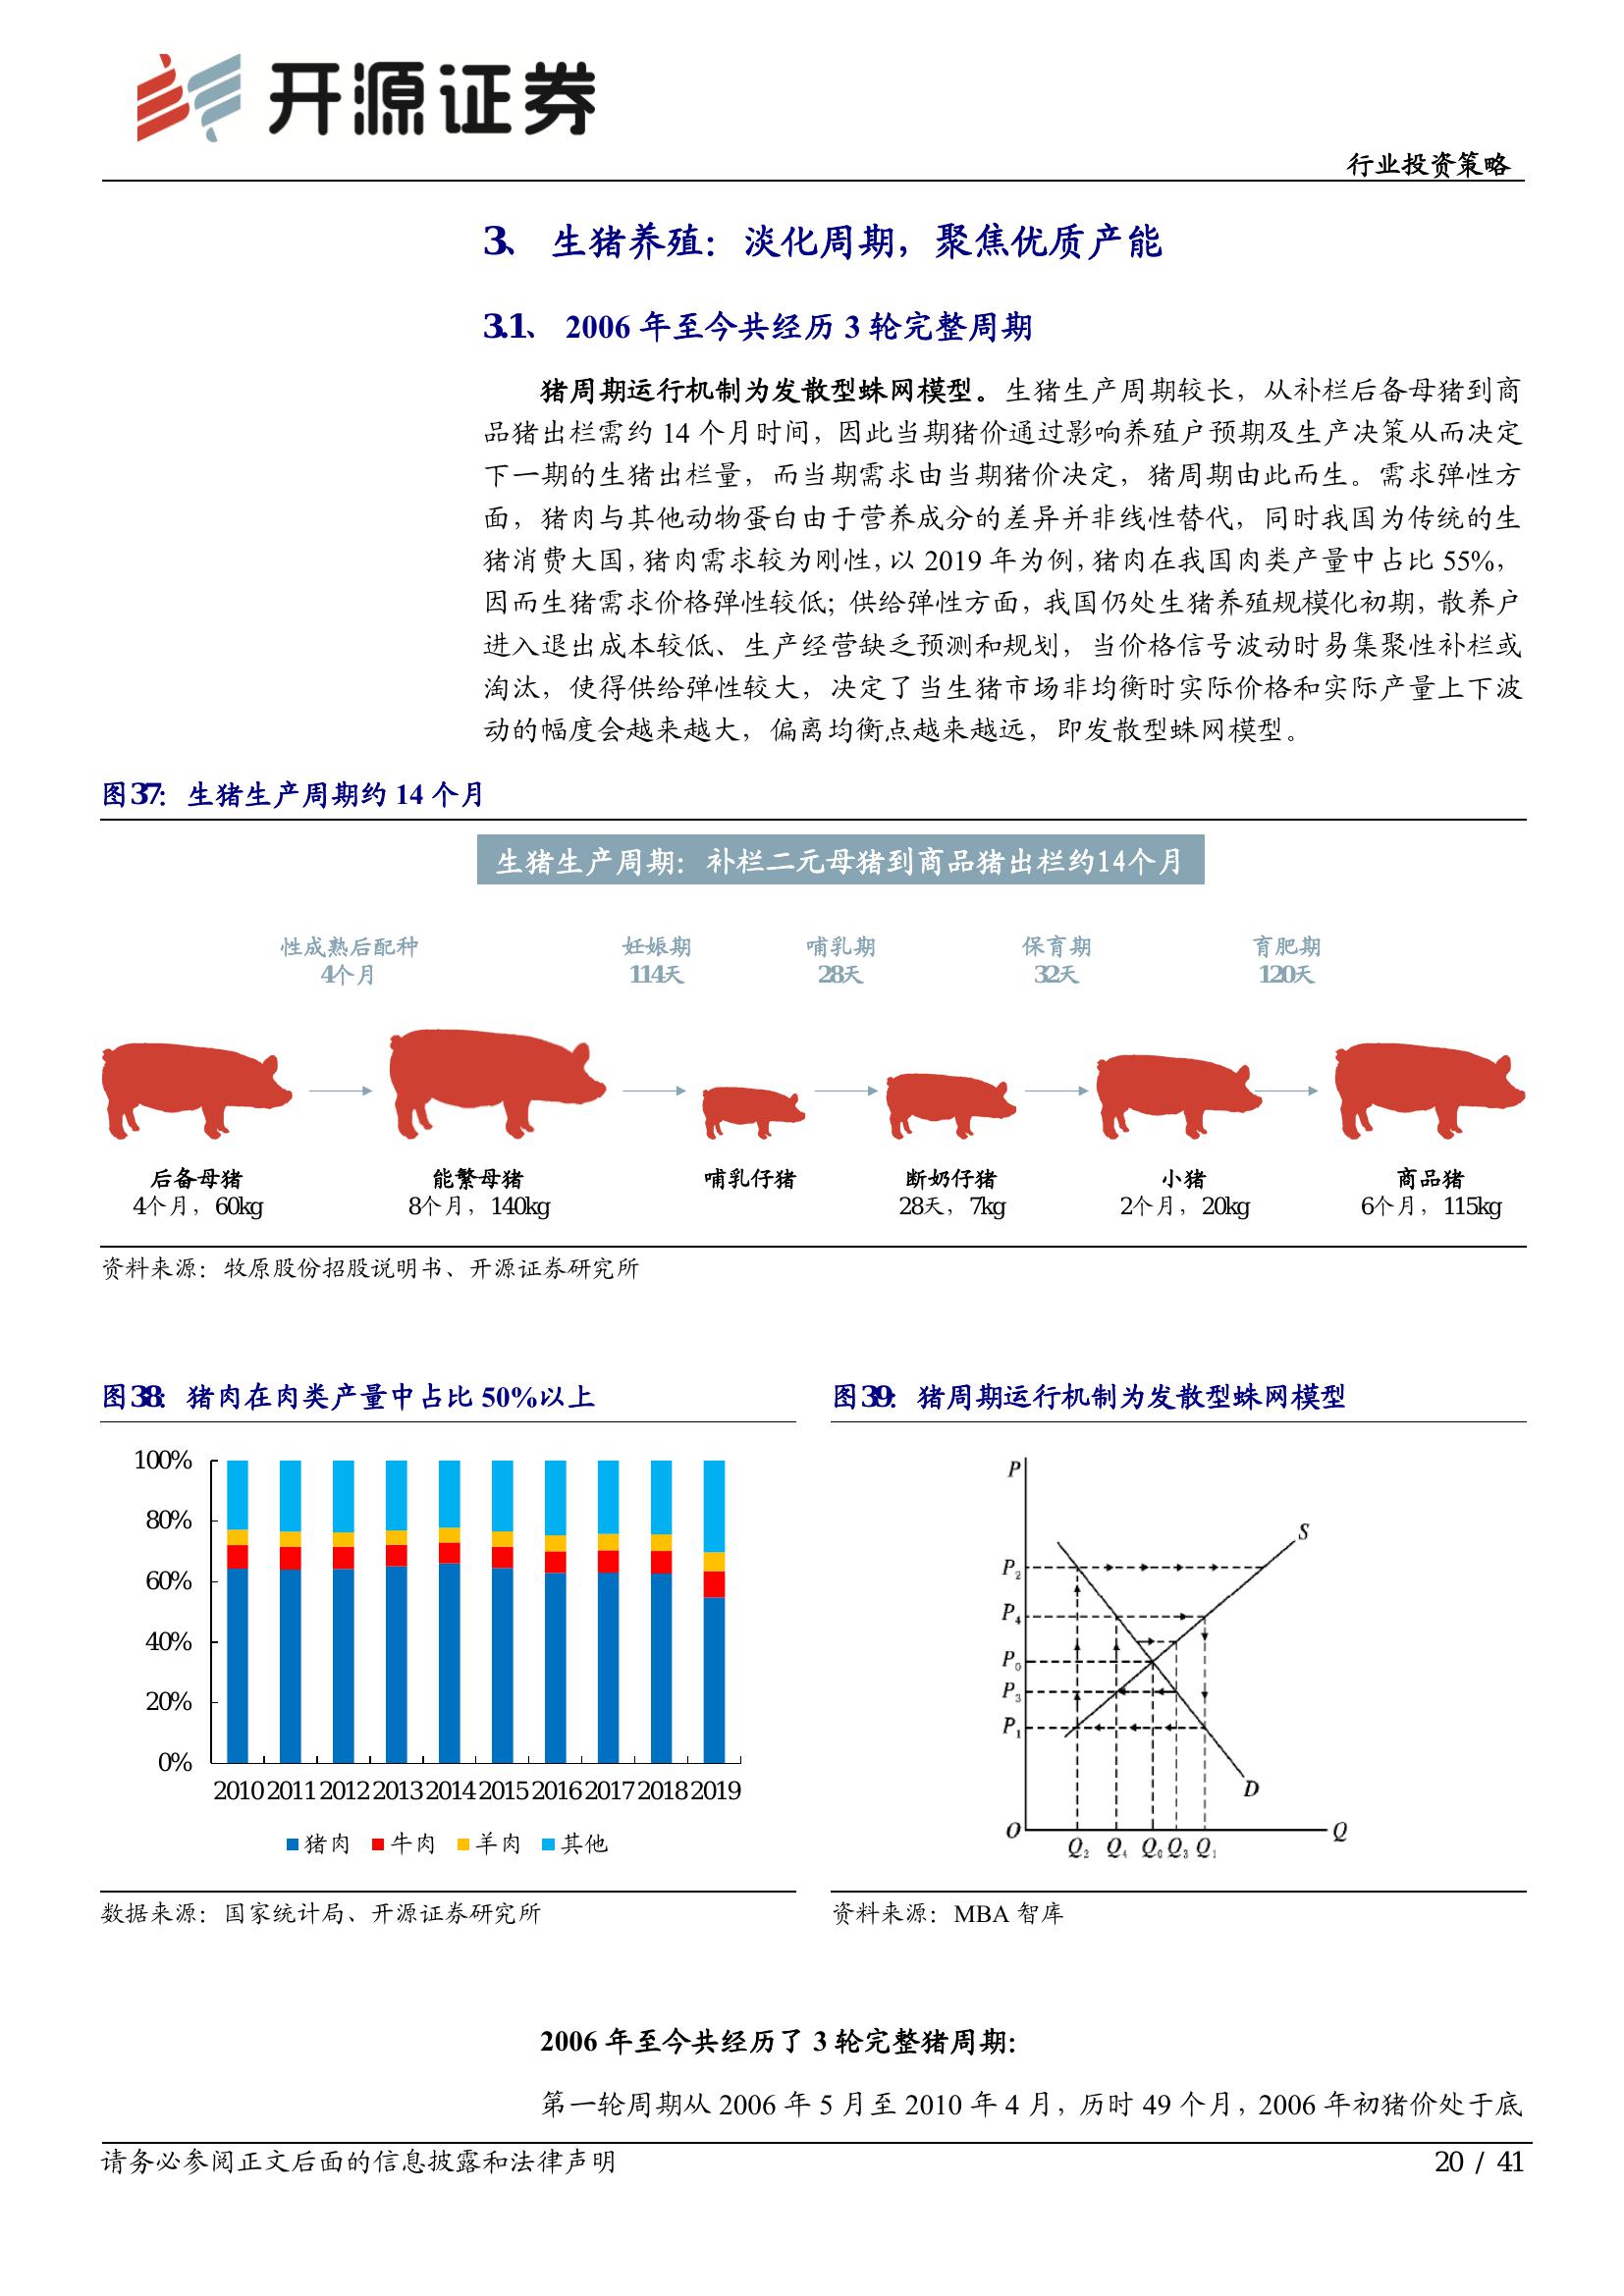 开源证券
行业投资策略
3、 生猪养殖：淡化周期，聚焦优质产能
3.1、 2006 年至今共经历 3 轮完整周期
猪周期运行机制为发散型蛛网模型。生猪生产周期较长，从补栏后备母猪到商
品猪出栏需约 14 个月时间，因此当期猪价通过影响养殖户预期及生产决策从而决定
下一期的生猪出栏量，而当期需求由当期猪价决定，猪周期由此而生。需求弹性方
面，猪肉与其他动物蛋白由于营养成分的差异并非线性替代，同时我国为传统的生
猪消费大国，猪肉需求较为刚性，以 2019 年为例，猪肉在我国肉类产量中占比 55%，
因而生猪需求价格弹性较低；供给弹性方面，我国仍处生猪养殖规模化初期，散养户
进入退出成本较低、生产经营缺乏预测和规划，当价格信号波动时易集聚性补栏或
淘汰，使得供给弹性较大，决定了当生猪市场非均衡时实际价格和实际产量上下波
动的幅度会越来越大，偏离均衡点越来越远，即发散型蛛网模型。
图37：生猪生产周期约 14 个月
生猪生产周期：补栏二元母猪到商品猪出栏约14个月
性成熟后配种 妊娠期 哺乳期 保育期 育肥期
4个月 114天 28天 32天 120天
后备母猪 能繁母猪 哺乳仔猪 断奶仔猪 小猪 商品猪
4个月，60kg 8个月，140kg 28天，7kg 2个月，20kg 6个月，115kg
资料来源：牧原股份招股说明书、开源证券研究所
图38：猪肉在肉类产量中占比 50%以上
100%
80%
60%
40%
20%
0%
2010 2011 2012 2013 2014 2015 2016 2017 2018 2019
猪肉 牛肉 羊肉 其他
数据来源：国家统计局、开源证券研究所
图39：猪周期运行机制为发散型蛛网模型
P
S
P₂
P₄
P₀
P₃
P₁
D
O Q
Q₂ Q₄ Q₀ Q₃ Q₁
资料来源：MBA 智库
2006 年至今共经历了 3 轮完整猪周期：
第一轮周期从 2006 年 5 月至 2010 年 4 月，历时 49 个月，2006 年初猪价处于底
请务必参阅正文后面的信息披露和法律声明
20 / 41